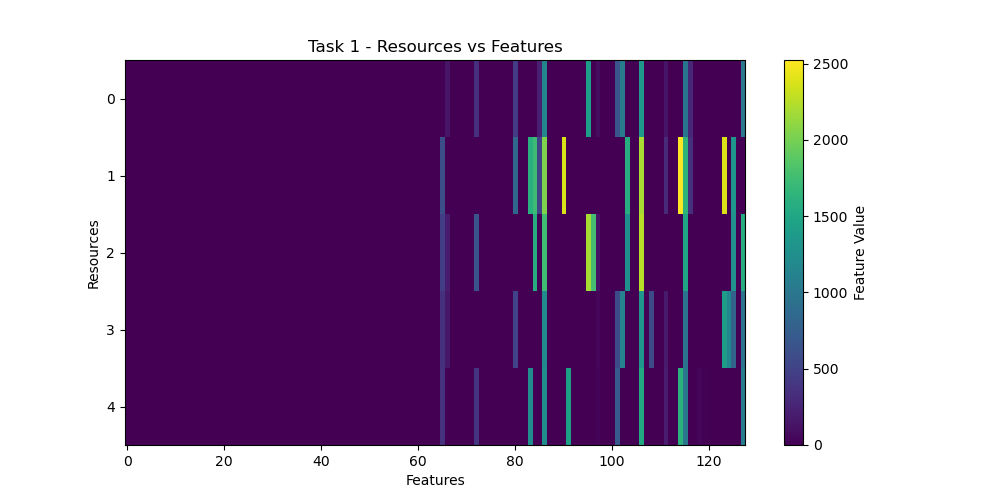 Task 1 - Resources vs Features
Resources
0
1
2
3
4
0 20 40 60 80 100 120
Features
2500
2000
1500
1000
500
0
Feature Value